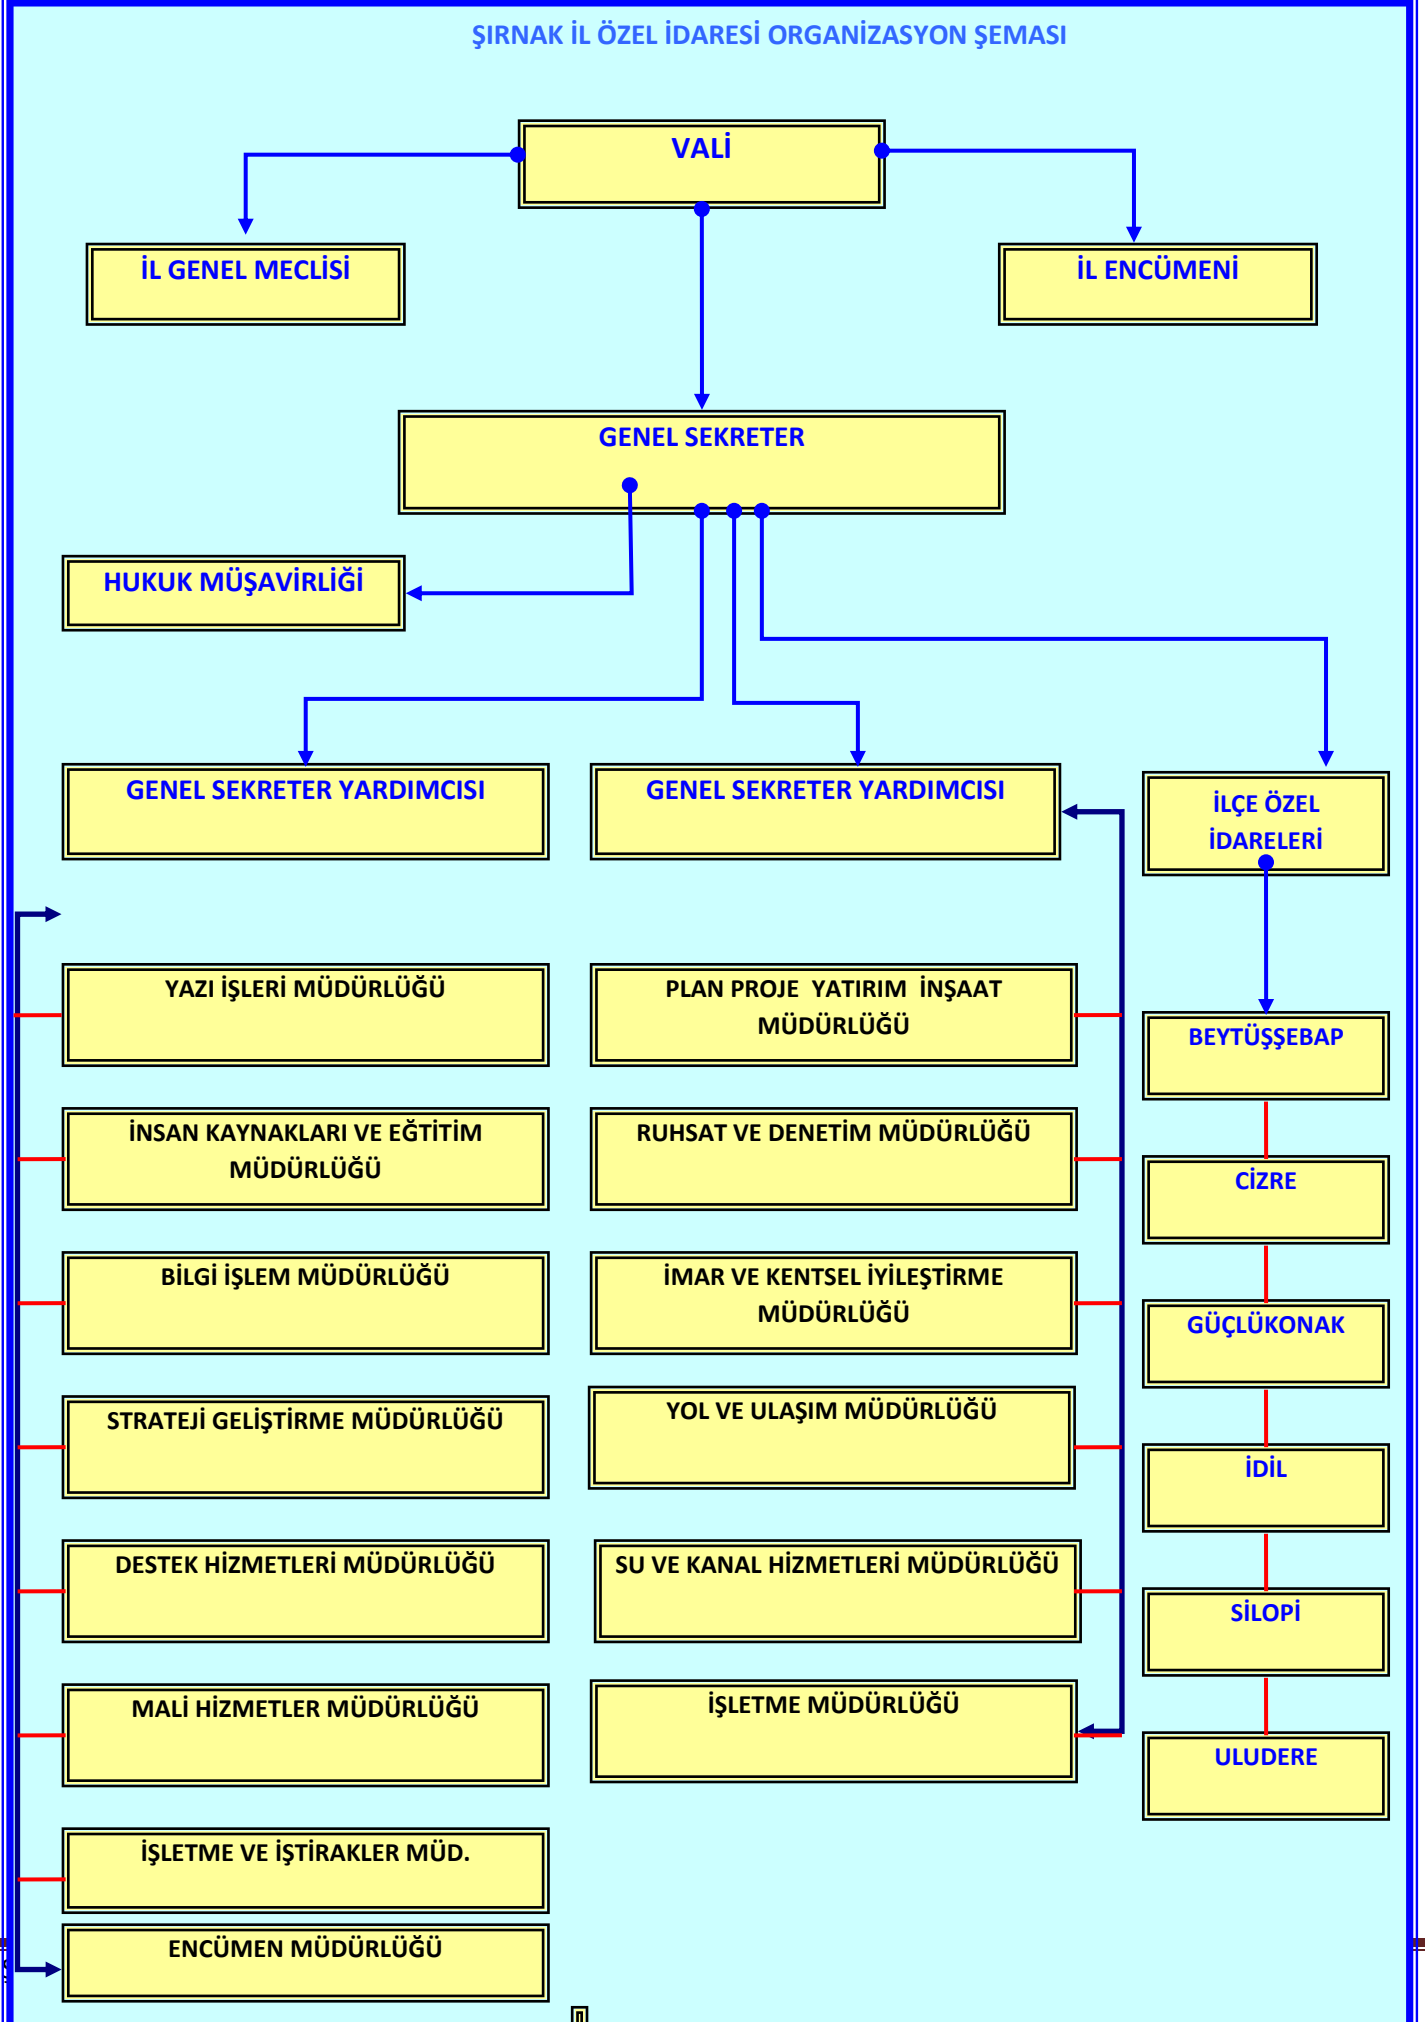 ŞIRNAK İL ÖZEL İDARESİ ORGANİZASYON ŞEMASI
VALİ
İL GENEL MECLİSİ
İL ENCÜMENİ
GENEL SEKRETER
HUKUK MÜŞAVİRLİĞİ
GENEL SEKRETER YARDIMCISI
GENEL SEKRETER YARDIMCISI
İLÇE ÖZEL
İDARELERİ
YAZI İŞLERİ MÜDÜRLÜĞÜ
PLAN PROJE  YATIRIM  İNŞAAT
MÜDÜRLÜĞÜ
BEYTÜŞŞEBAP
İNSAN KAYNAKLARI VE EĞTİTİM
MÜDÜRLÜĞÜ
RUHSAT VE DENETİM MÜDÜRLÜĞÜ
CİZRE
BİLGİ İŞLEM MÜDÜRLÜĞÜ
İMAR VE KENTSEL İYİLEŞTİRME
MÜDÜRLÜĞÜ
GÜÇLÜKONAK
STRATEJİ GELİŞTİRME MÜDÜRLÜĞÜ
YOL VE ULAŞIM MÜDÜRLÜĞÜ
İDİL
DESTEK HİZMETLERİ MÜDÜRLÜĞÜ
SU VE KANAL HİZMETLERİ MÜDÜRLÜĞÜ
SİLOPİ
MALİ HİZMETLER MÜDÜRLÜĞÜ
İŞLETME MÜDÜRLÜĞÜ
ULUDERE
İŞLETME VE İŞTİRAKLER MÜD.
ENCÜMEN MÜDÜRLÜĞÜ